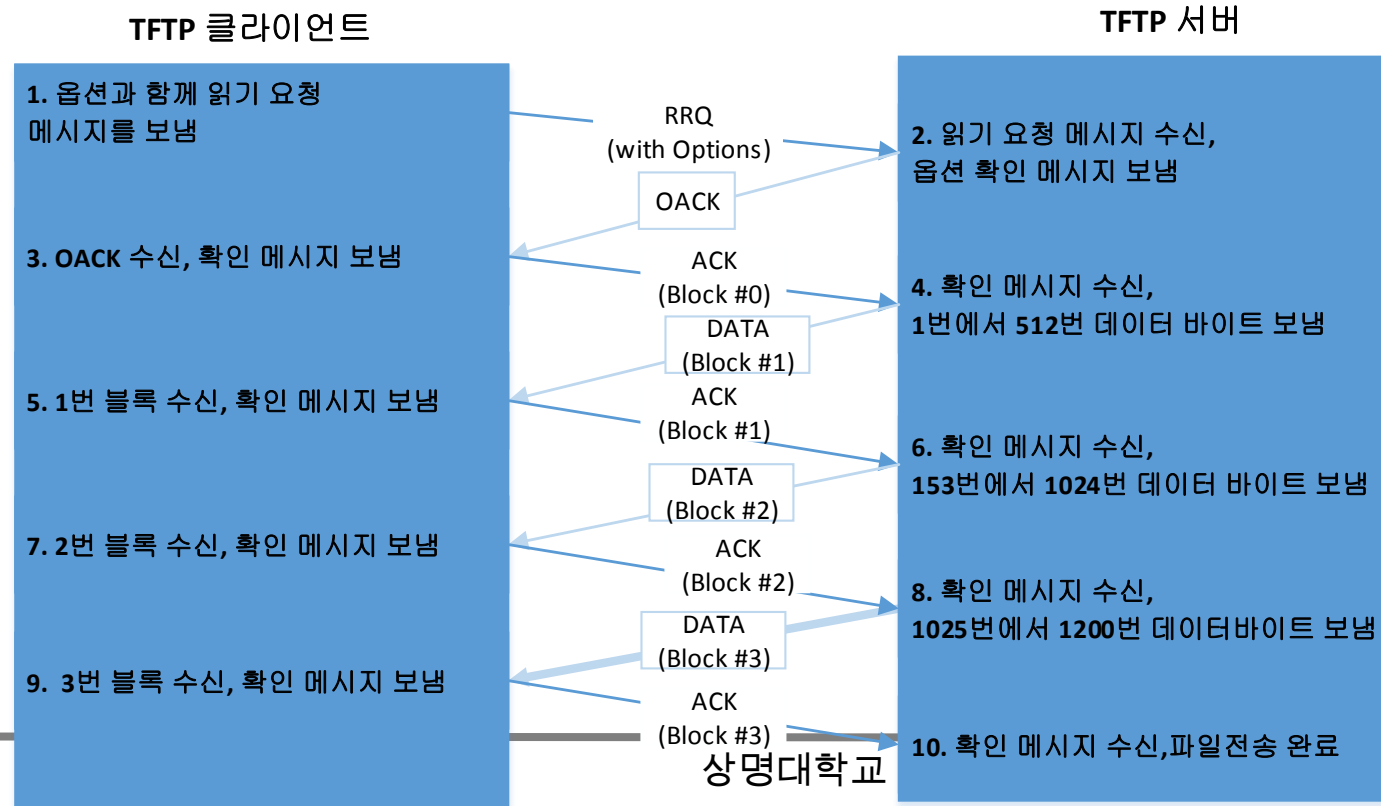 TFTP 클라이언트
TFTP 서버
1. 옵션과 함께 읽기 요청
메시지를 보냄
RRQ
(with Options)
2. 읽기 요청 메시지 수신,
옵션 확인 메시지 보냄
OACK
3. OACK 수신, 확인 메시지 보냄
ACK
(Block #0)
4. 확인 메시지 수신,
1번에서 512번 데이터 바이트 보냄
DATA
(Block #1)
5. 1번 블록 수신, 확인 메시지 보냄
ACK
(Block #1)
6. 확인 메시지 수신,
153번에서 1024번 데이터 바이트 보냄
DATA
(Block #2)
7. 2번 블록 수신, 확인 메시지 보냄
ACK
(Block #2)
8. 확인 메시지 수신,
1025번에서 1200번 데이터바이트 보냄
DATA
(Block #3)
9. 3번 블록 수신, 확인 메시지 보냄
ACK
(Block #3)
10. 확인 메시지 수신,파일전송 완료
상명대학교